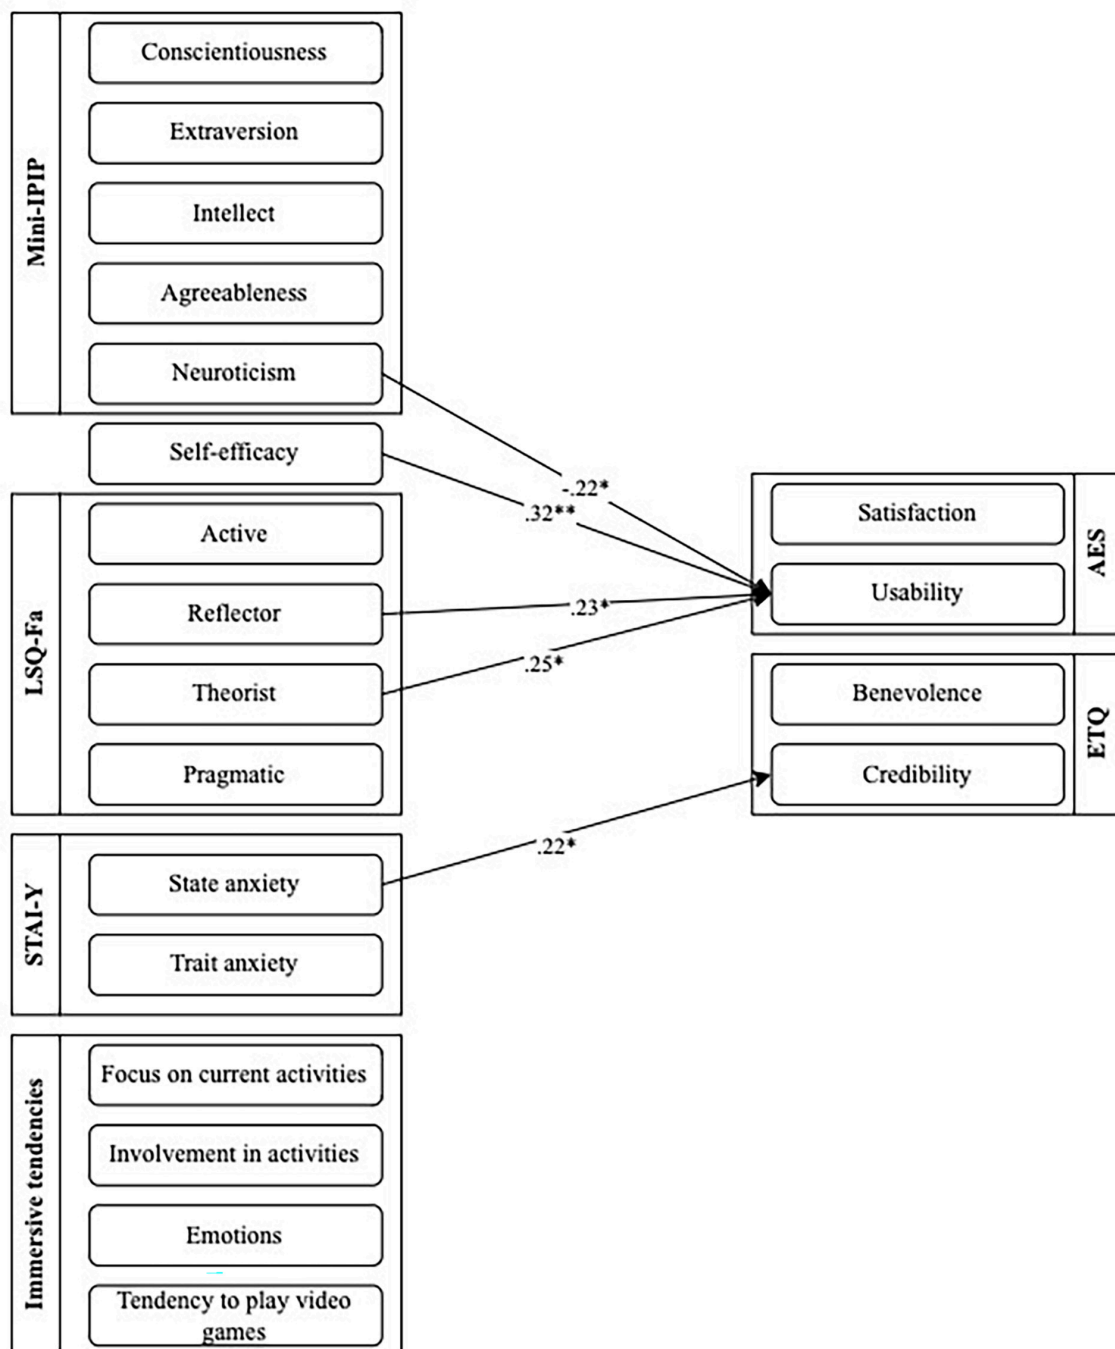 Mini-IPIP
Conscientiousness
Extraversion
Intellect
Agreeableness
Neuroticism
Self-efficacy
LSQ-Fa
Active
Reflector
Theorist
Pragmatic
STAI-Y
State anxiety
Trait anxiety
Immersive tendencies
Focus on current activities
Involvement in activities
Emotions
Tendency to play video
games
-.22*
.32**
.23*
.25*
.22*
Satisfaction
Usability
AES
Benevolence
Credibility
ETQ